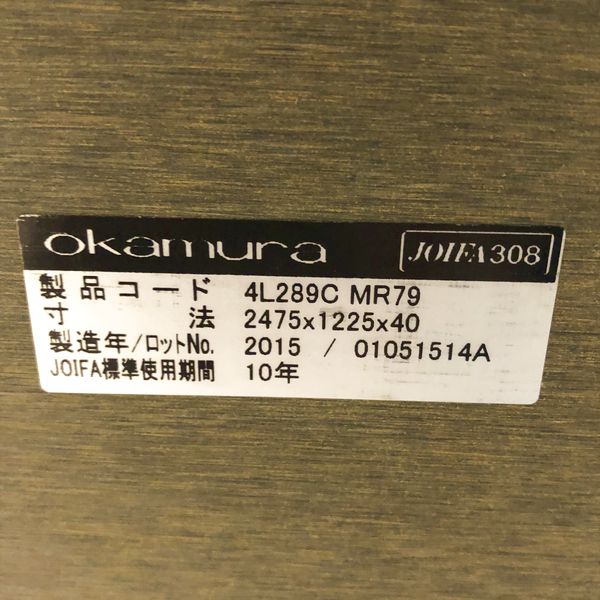 okamura JOIFA308
製品コード 4L289C MR79
寸法 2475x1225x40
製造年/ロットNo. 2015 / 01051514A
JOIFA標準使用期間 10年